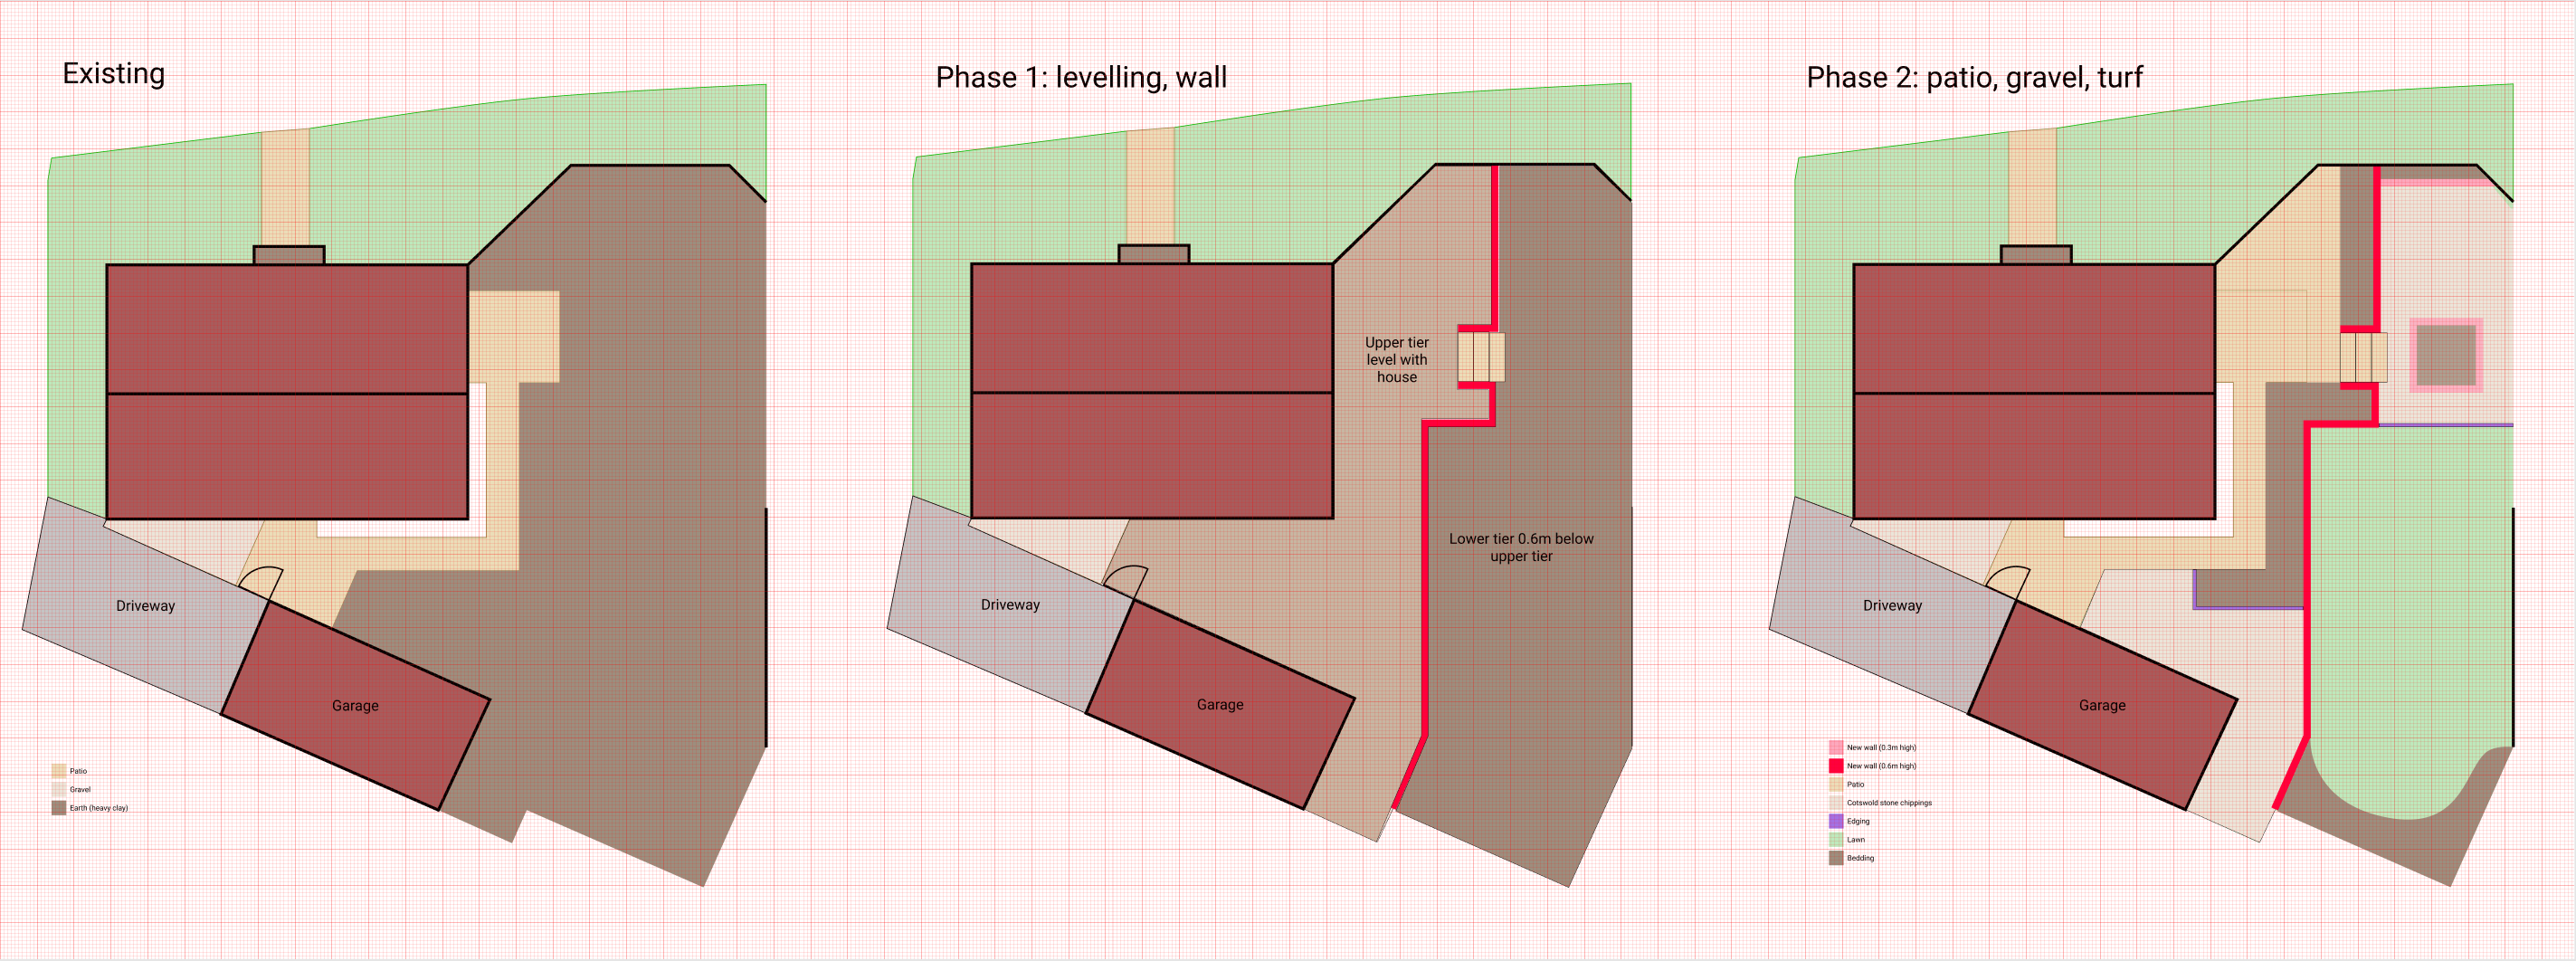 Existing
Phase 1: levelling, wall
Phase 2: patio, gravel, turf
Driveway
Garage
Patio
Gravel
Earth (heavy clay)
Upper tier
level with
house
Lower tier 0.6m below
upper tier
Driveway
Garage
Driveway
Garage
New wall (0.3m high)
New wall (0.6m high)
Patio
Cotswold stone chippings
Edging
Lawn
Bedding